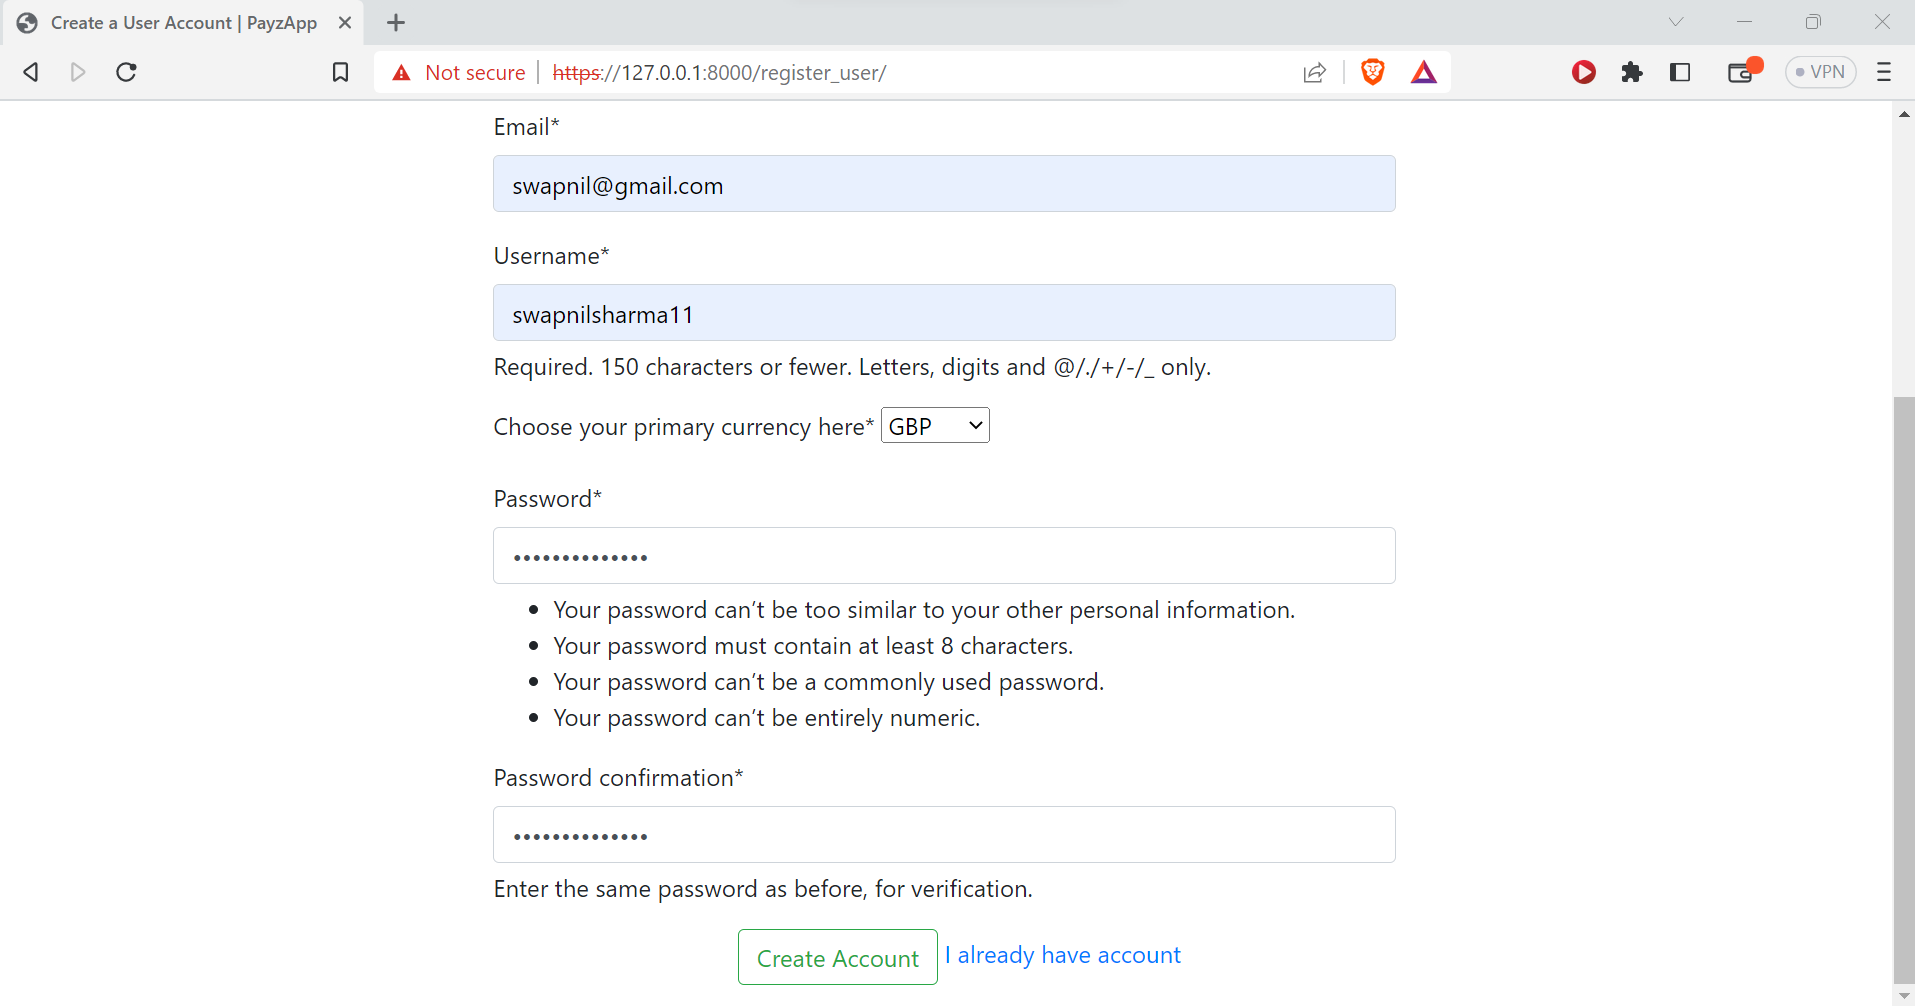 Create a User Account | PayzApp
Not secure https://127.0.0.1:8000/register_user/
VPN
Email*
swapnil@gmail.com
Username*
swapnilsharma11
Required. 150 characters or fewer. Letters, digits and @/./+/-/_ only.
Choose your primary currency here* GBP
Password*
••••••••••••••
Your password can’t be too similar to your other personal information.
Your password must contain at least 8 characters.
Your password can’t be a commonly used password.
Your password can’t be entirely numeric.
Password confirmation*
••••••••••••••
Enter the same password as before, for verification.
Create Account I already have account